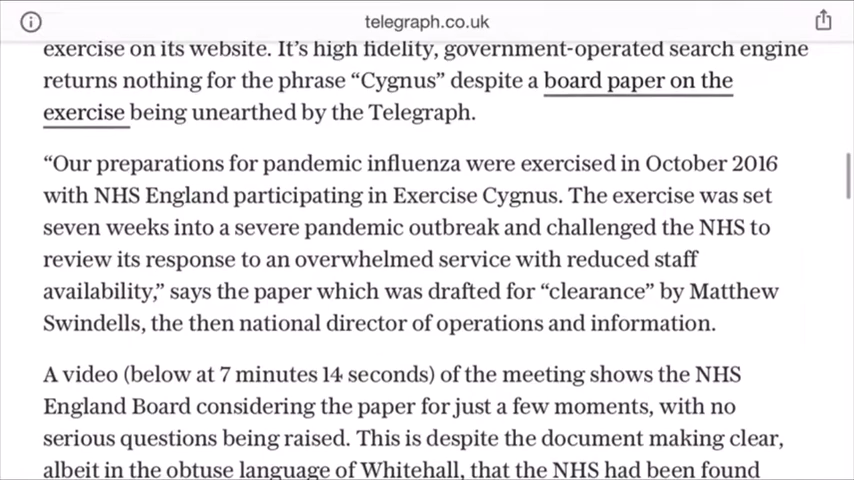 telegraph.co.uk
exercise on its website. It’s high fidelity, government-operated search engine
returns nothing for the phrase “Cygnus” despite a board paper on the
exercise being unearthed by the Telegraph.
“Our preparations for pandemic influenza were exercised in October 2016
with NHS England participating in Exercise Cygnus. The exercise was set
seven weeks into a severe pandemic outbreak and challenged the NHS to
review its response to an overwhelmed service with reduced staff
availability,” says the paper which was drafted for “clearance” by Matthew
Swindells, the then national director of operations and information.
A video (below at 7 minutes 14 seconds) of the meeting shows the NHS
England Board considering the paper for just a few moments, with no
serious questions being raised. This is despite the document making clear,
albeit in the obtuse language of Whitehall, that the NHS had been found